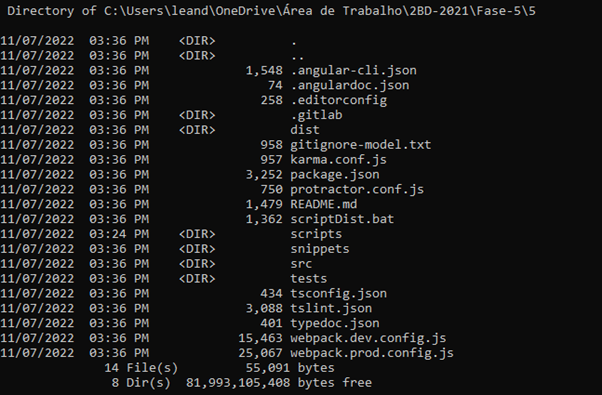 Directory of C:\Users\leand\OneDrive\Área de Trabalho\2BD-2021\Fase-5\5
11/07/2022  03:36 PM    <DIR>          .
11/07/2022  03:36 PM    <DIR>          ..
11/07/2022  03:36 PM             1,548 .angular-cli.json
11/07/2022  03:36 PM                74 .angulardoc.json
11/07/2022  03:36 PM               258 .editorconfig
11/07/2022  03:36 PM    <DIR>          .gitlab
11/07/2022  03:36 PM    <DIR>          dist
11/07/2022  03:36 PM               958 gitignore-model.txt
11/07/2022  03:36 PM               957 karma.conf.js
11/07/2022  03:36 PM             3,252 package.json
11/07/2022  03:36 PM               750 protractor.conf.js
11/07/2022  03:36 PM             1,479 README.md
11/07/2022  03:36 PM             1,362 scriptDist.bat
11/07/2022  03:24 PM    <DIR>          scripts
11/07/2022  03:36 PM    <DIR>          snippets
11/07/2022  03:36 PM    <DIR>          src
11/07/2022  03:36 PM    <DIR>          tests
11/07/2022  03:36 PM               434 tsconfig.json
11/07/2022  03:36 PM             3,088 tslint.json
11/07/2022  03:36 PM               401 typedoc.json
11/07/2022  03:36 PM            15,463 webpack.dev.config.js
11/07/2022  03:36 PM            25,067 webpack.prod.config.js
14 File(s)         55,091 bytes
8 Dir(s)  81,993,105,408 bytes free